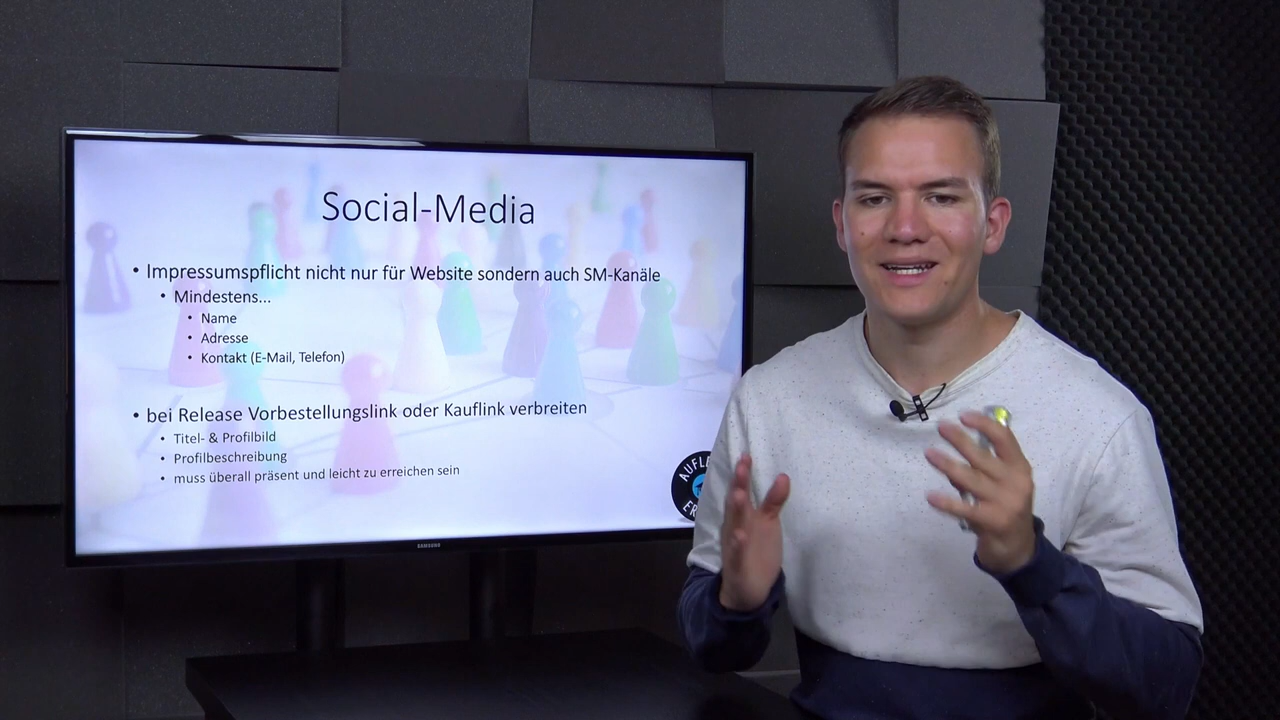 Social-Media
• Impressumspflicht nicht nur für Website sondern auch SM-Kanäle
• Mindestens...
• Name
• Adresse
• Kontakt (E-Mail, Telefon)
• bei Release Vorbestellungslink oder Kauflink verbreiten
• Titel- & Profilbild
• Profilbeschreibung
• muss überall präsent und leicht zu erreichen sein
SAMSUNG